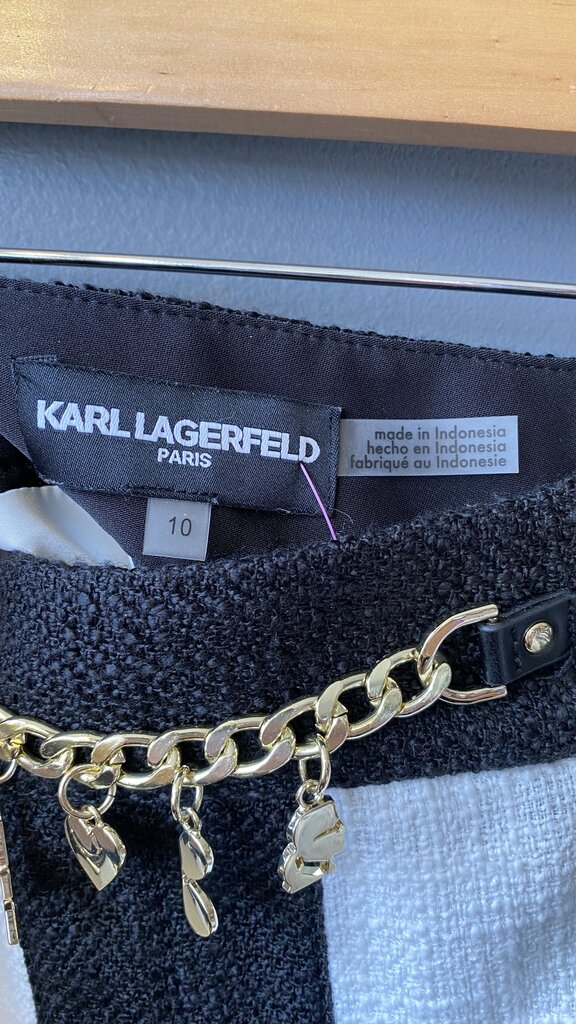 KARL LAGERFELD
PARIS
made in Indonesia
hecho en Indonesia
fabriqué au Indonesie
10